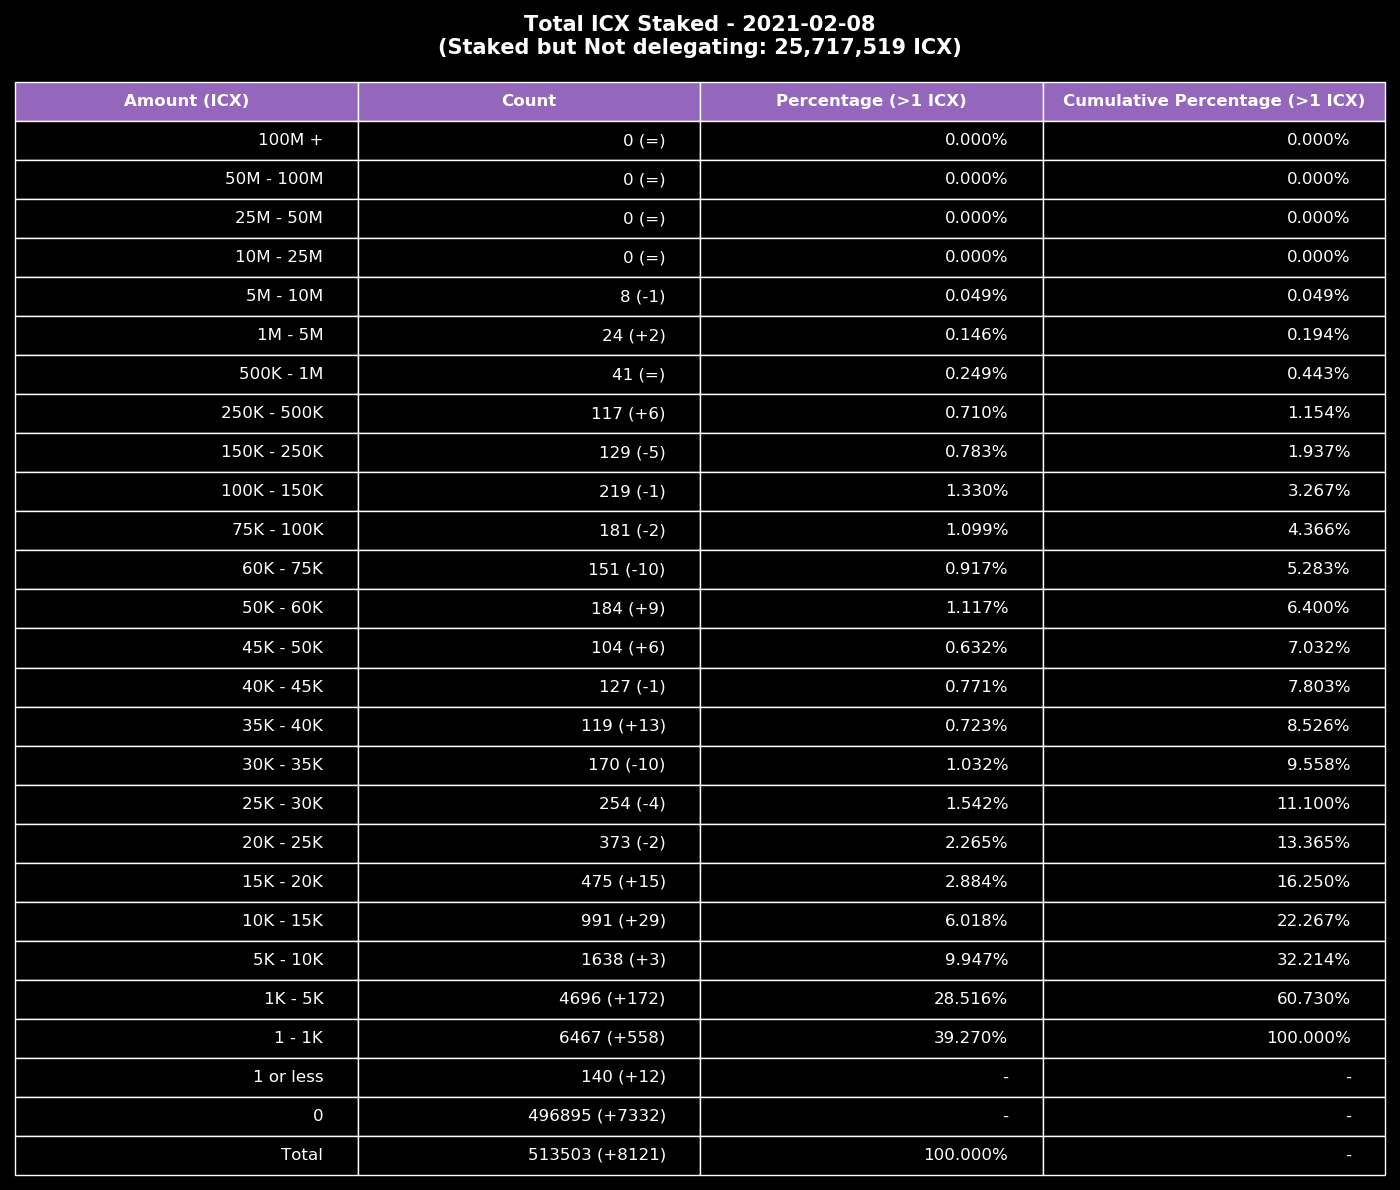 Total ICX Staked - 2021-02-08
(Staked but Not delegating: 25,717,519 ICX)
Amount (ICX) Count Percentage (>1 ICX) Cumulative Percentage (>1 ICX)
100M + 0 (=) 0.000% 0.000%
50M - 100M 0 (=) 0.000% 0.000%
25M - 50M 0 (=) 0.000% 0.000%
10M - 25M 0 (=) 0.000% 0.000%
5M - 10M 8 (-1) 0.049% 0.049%
1M - 5M 24 (+2) 0.146% 0.194%
500K - 1M 41 (=) 0.249% 0.443%
250K - 500K 117 (+6) 0.710% 1.154%
150K - 250K 129 (-5) 0.783% 1.937%
100K - 150K 219 (-1) 1.330% 3.267%
75K - 100K 181 (-2) 1.099% 4.366%
60K - 75K 151 (-10) 0.917% 5.283%
50K - 60K 184 (+9) 1.117% 6.400%
45K - 50K 104 (+6) 0.632% 7.032%
40K - 45K 127 (-1) 0.771% 7.803%
35K - 40K 119 (+13) 0.723% 8.526%
30K - 35K 170 (-10) 1.032% 9.558%
25K - 30K 254 (-4) 1.542% 11.100%
20K - 25K 373 (-2) 2.265% 13.365%
15K - 20K 475 (+15) 2.884% 16.250%
10K - 15K 991 (+29) 6.018% 22.267%
5K - 10K 1638 (+3) 9.947% 32.214%
1K - 5K 4696 (+172) 28.516% 60.730%
1 - 1K 6467 (+558) 39.270% 100.000%
1 or less 140 (+12) - -
0 496895 (+7332) - -
Total 513503 (+8121) 100.000% -